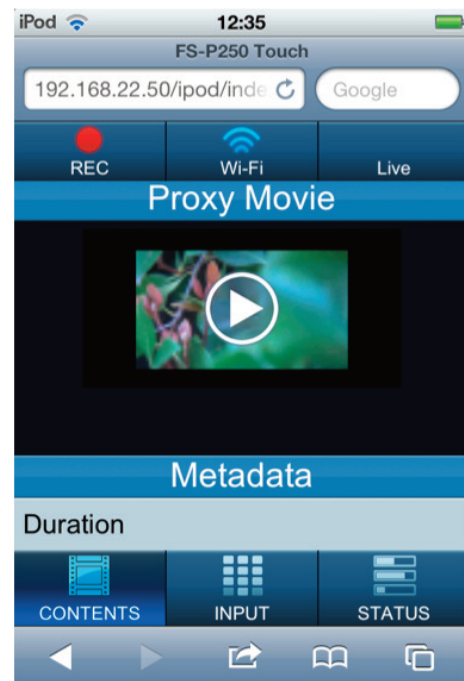 iPod 12:35
FS-P250 Touch
192.168.22.50/ipod/inde Google
REC Wi-Fi Live
Proxy Movie
Metadata
Duration
CONTENTS INPUT STATUS